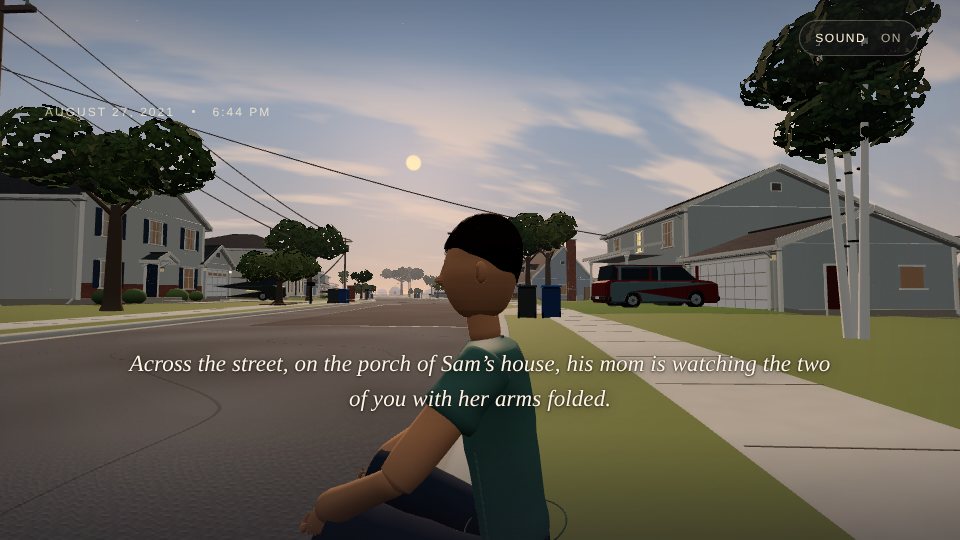 SOUND ON
AUGUST 27, 2021 • 6:44 PM
Across the street, on the porch of Sam’s house, his mom is watching the two
of you with her arms folded.